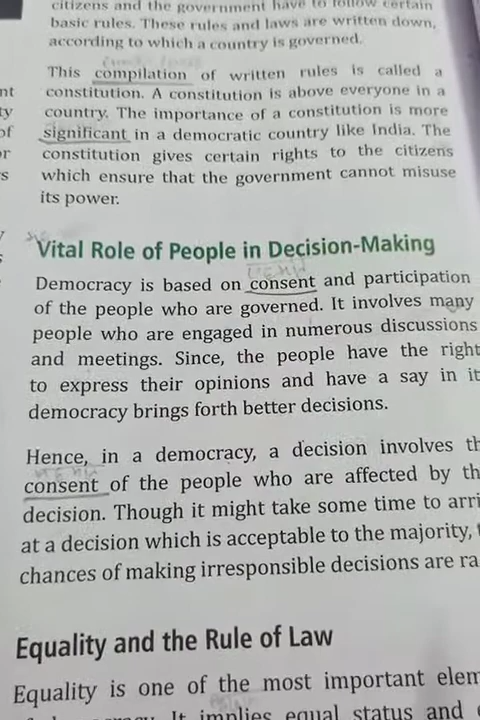 citizens and the government have to follow certain
basic rules. These rules and laws are written down,
according to which a country is governed.
This compilation of written rules is called a
constitution. A constitution is above everyone in a
country. The importance of a constitution is more
significant in a democratic country like India. The
constitution gives certain rights to the citizens
which ensure that the government cannot misuse
its power.
Vital Role of People in Decision-Making
Democracy is based on consent and participation
of the people who are governed. It involves many
people who are engaged in numerous discussions
and meetings. Since, the people have the right
to express their opinions and have a say in it
democracy brings forth better decisions.
Hence, in a democracy, a decision involves th
consent of the people who are affected by th
decision. Though it might take some time to arri
at a decision which is acceptable to the majority,
chances of making irresponsible decisions are ra
Equality and the Rule of Law
Equality is one of the most important elem
It implies equal status and